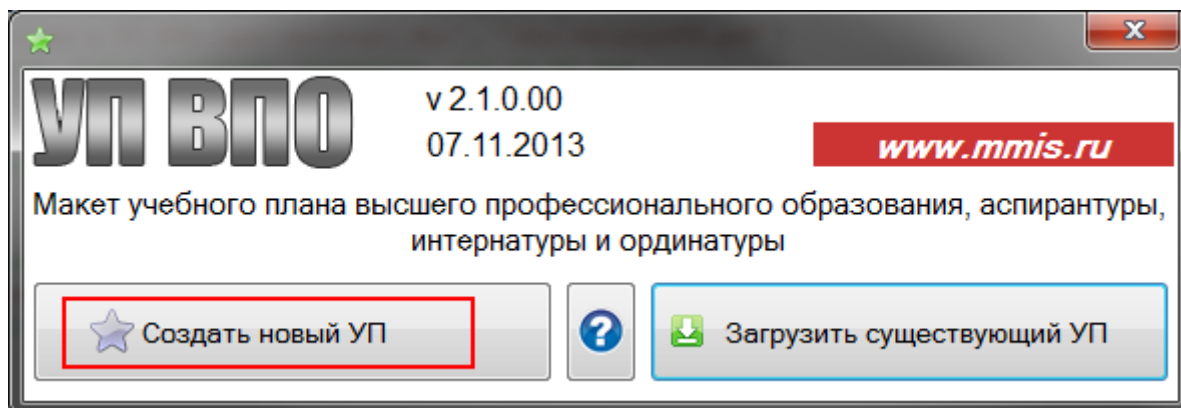 УП ВПО
v 2.1.0.00
07.11.2013
www.mmis.ru
Макет учебного плана высшего профессионального образования, аспирантуры,
интернатуры и ординатуры
Создать новый УП
?
Загрузить существующий УП